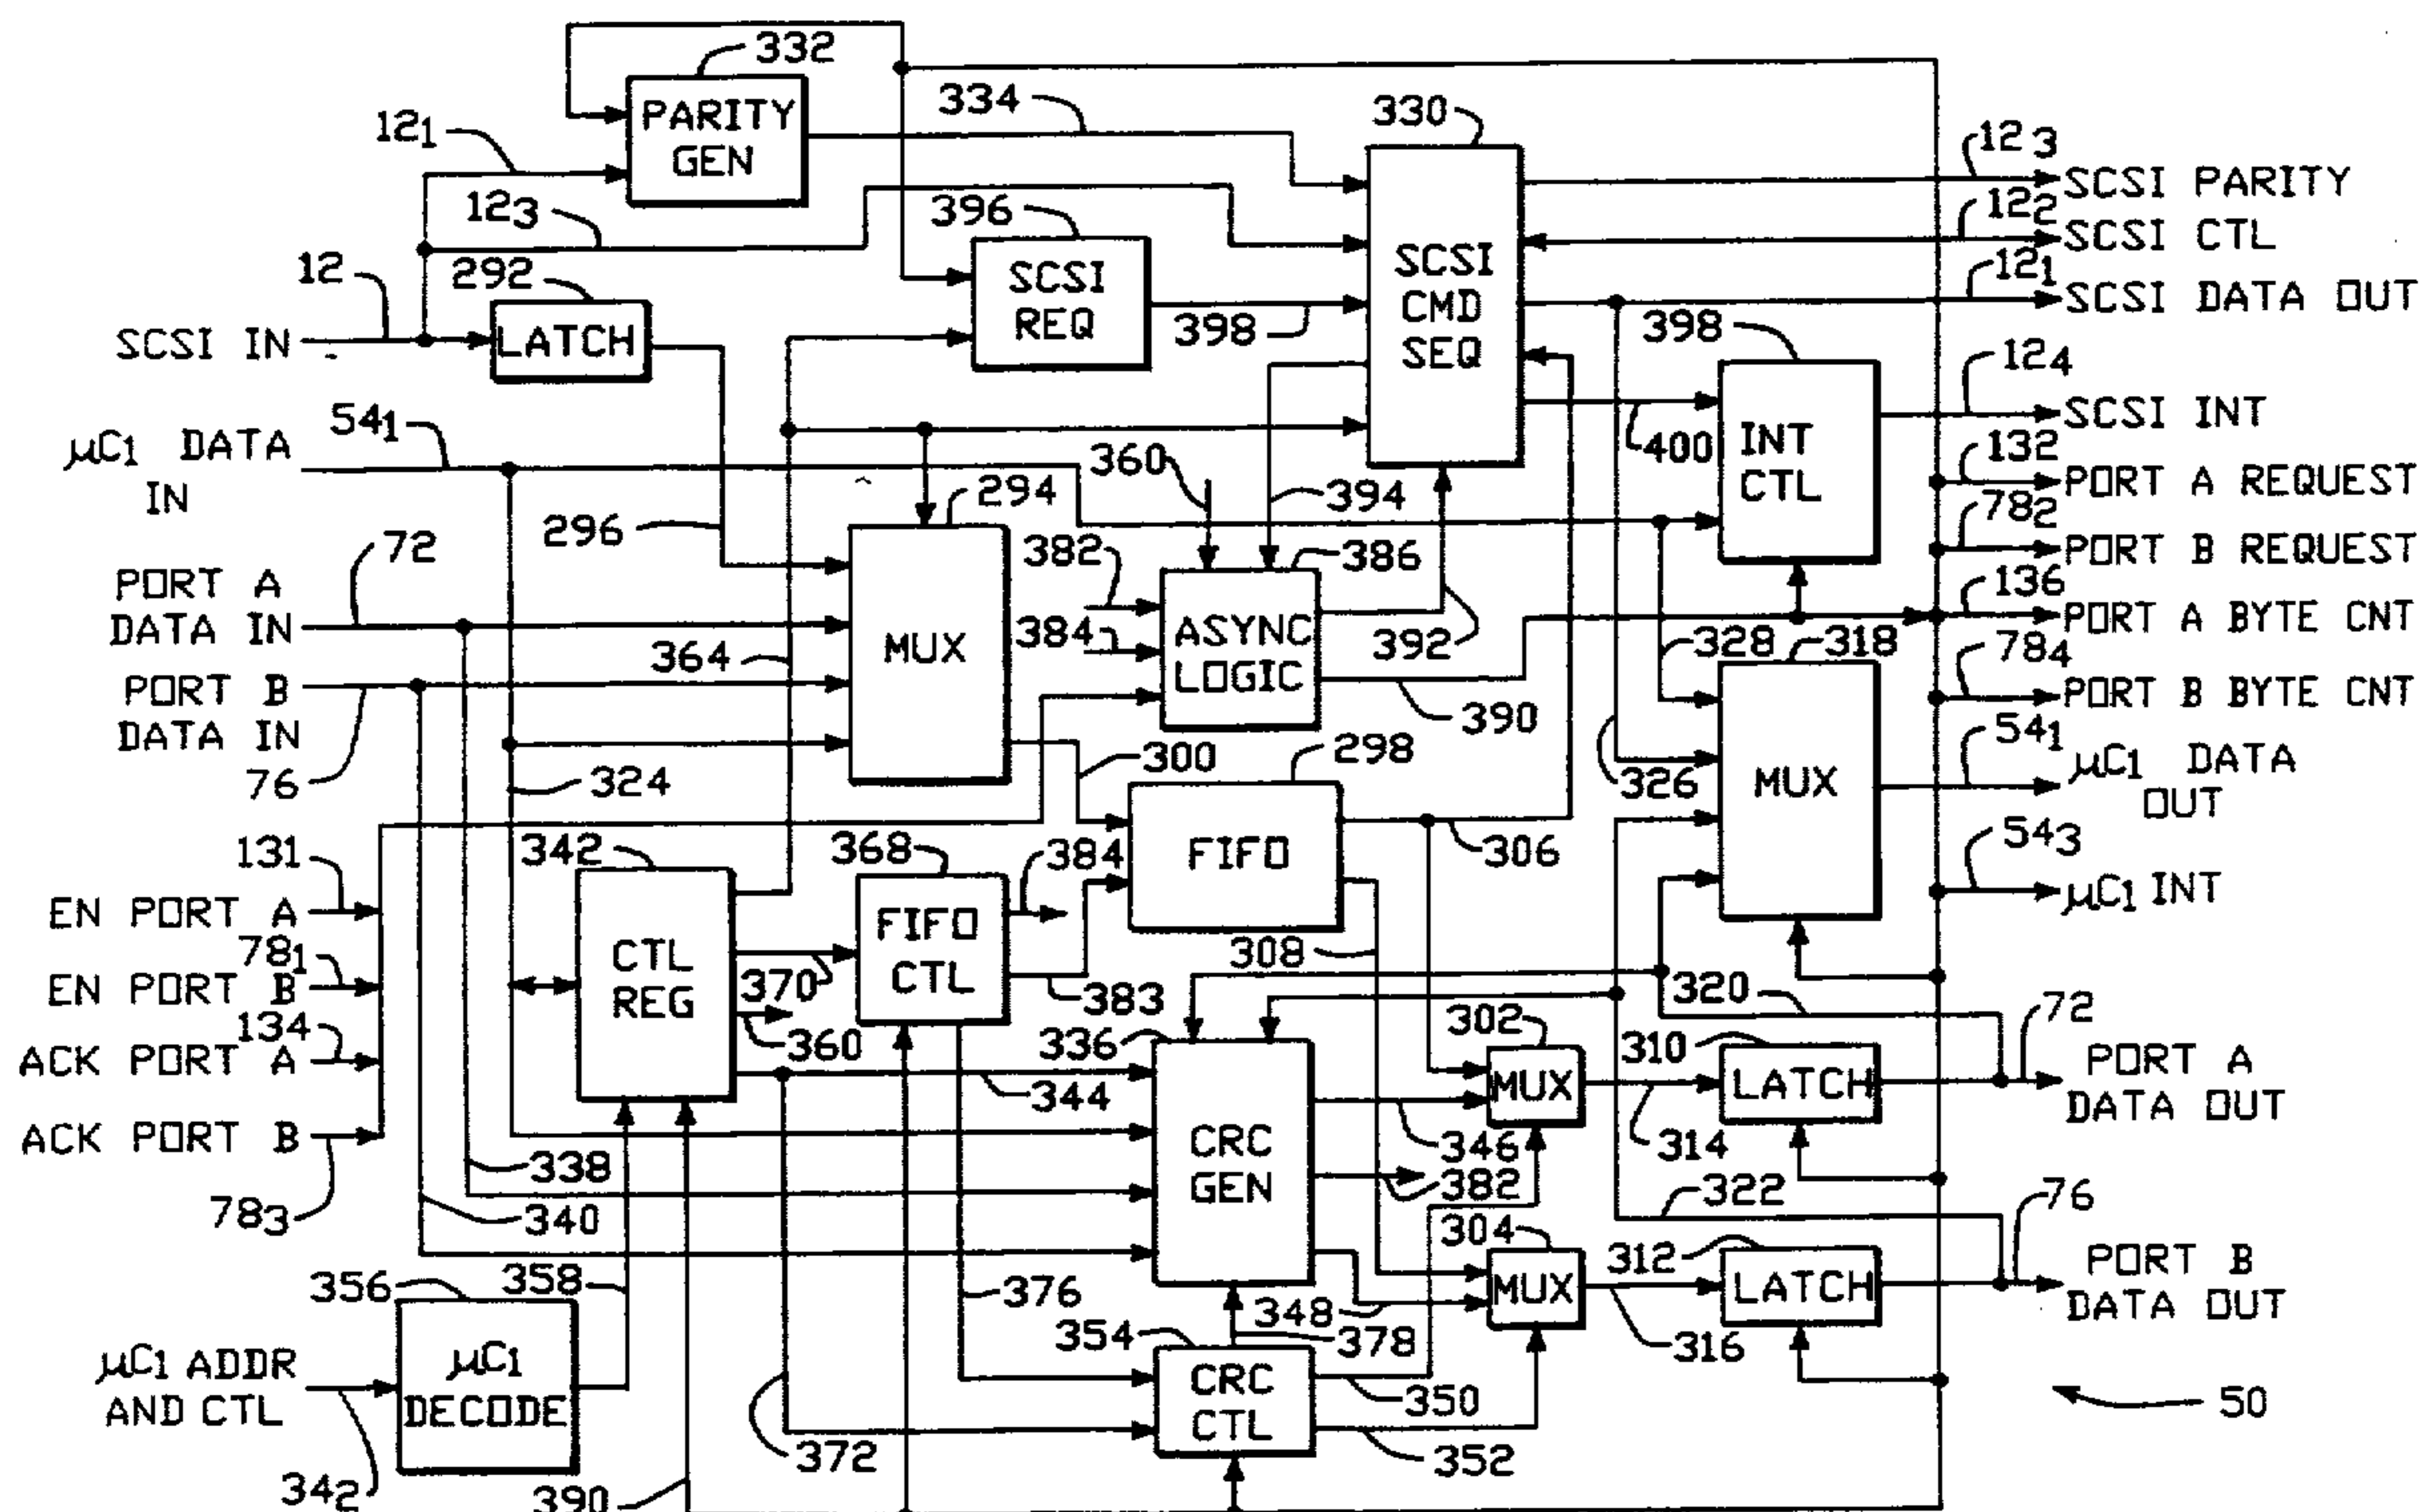 332
PARITY
GEN
334
330
12₁
12₃
SCSI PARITY
12₃
396
12₂
SCSI CTL
12
292
SCSI
REQ
SCSI
CMD
SEQ
12₁
SCSI DATA OUT
SCSI IN
LATCH
398
398
12₄
SCSI INT
54₁
μC1 DATA
IN
INT
CTL
400
360
394
294
296
132
PORT A REQUEST
78₂
PORT B REQUEST
72
382
386
136
PORT A BYTE CNT
PORT A
DATA IN
MUX
384
ASYNC
LOGIC
392
328
318
364
78₄
PORT B BYTE CNT
PORT B
DATA IN
390
76
324
300
298
326
MUX
54₁
μC1 DATA
OUT
131
342
368
384
FIFO
306
54₃
μC1 INT
EN PORT A
78₁
EN PORT B
CTL
REG
FIFO
CTL
370
383
308
134
ACK PORT A
360
336
302
320
310
72
PORT A
DATA OUT
MUX
LATCH
344
ACK PORT B
78₃
338
340
CRC
GEN
346
314
382
322
304
312
76
PORT B
DATA OUT
356
358
376
348
MUX
LATCH
316
354
378
μC1 ADDR
AND CTL
μC1
DECODE
CRC
CTL
350
352
372
50
34₂
390